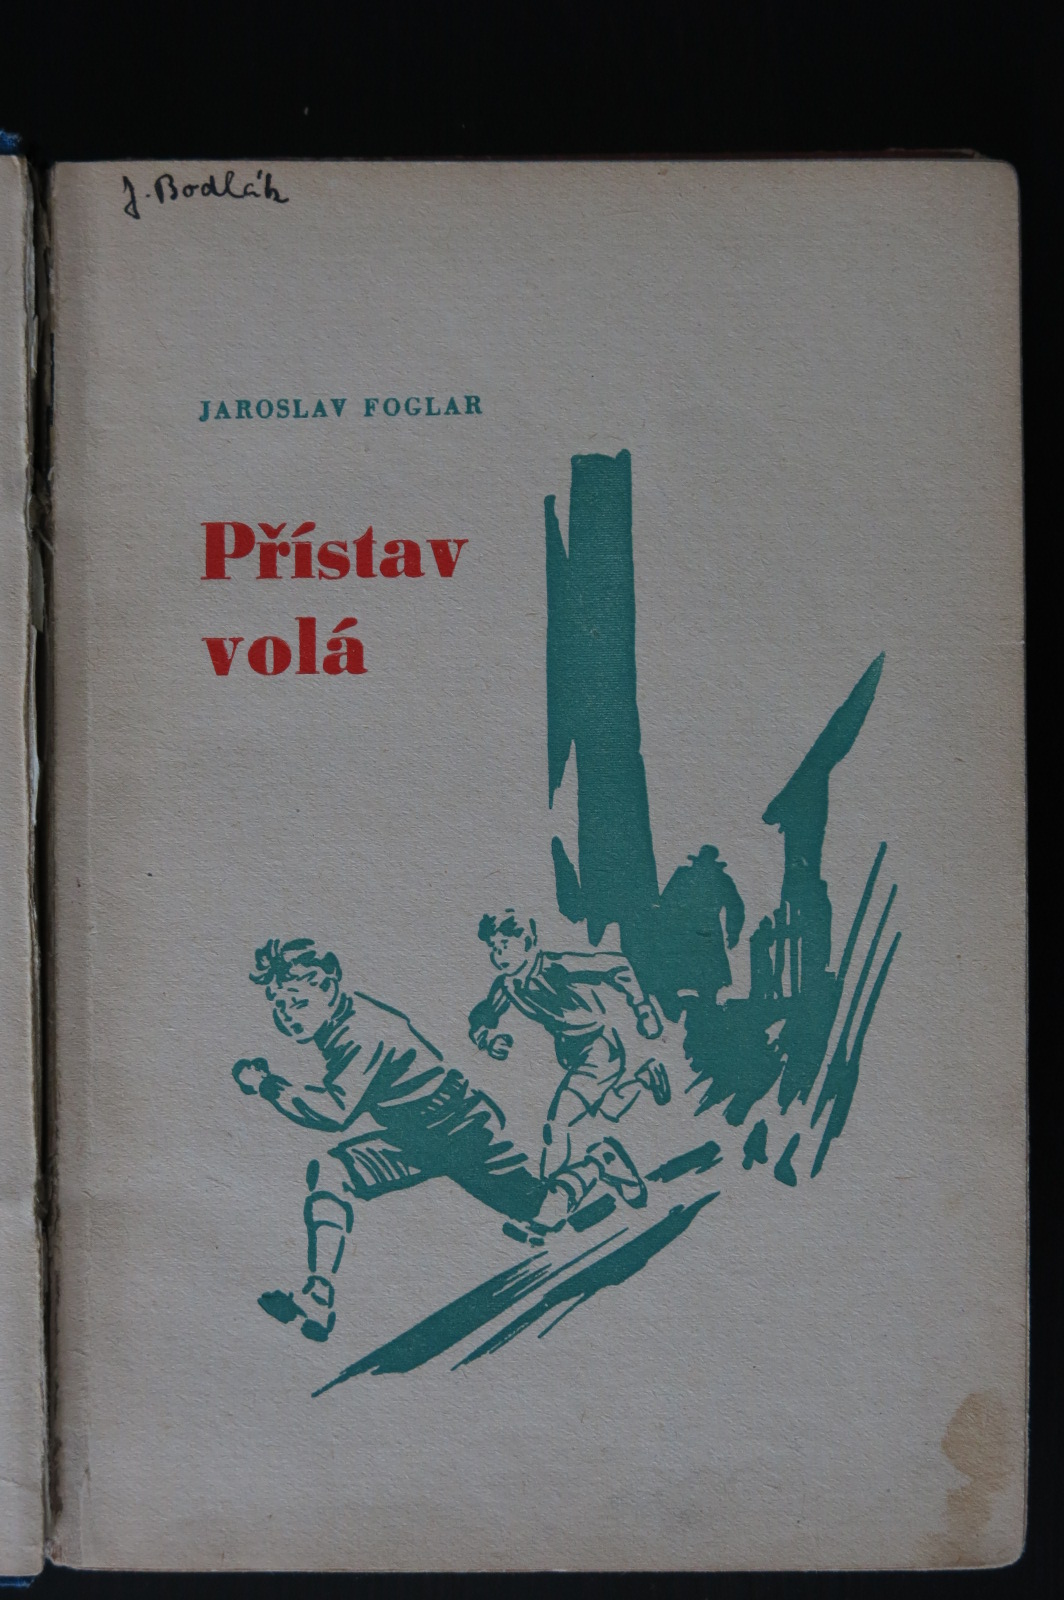 J. Bodlák
JAROSLAV FOGLAR
Přístav
volá